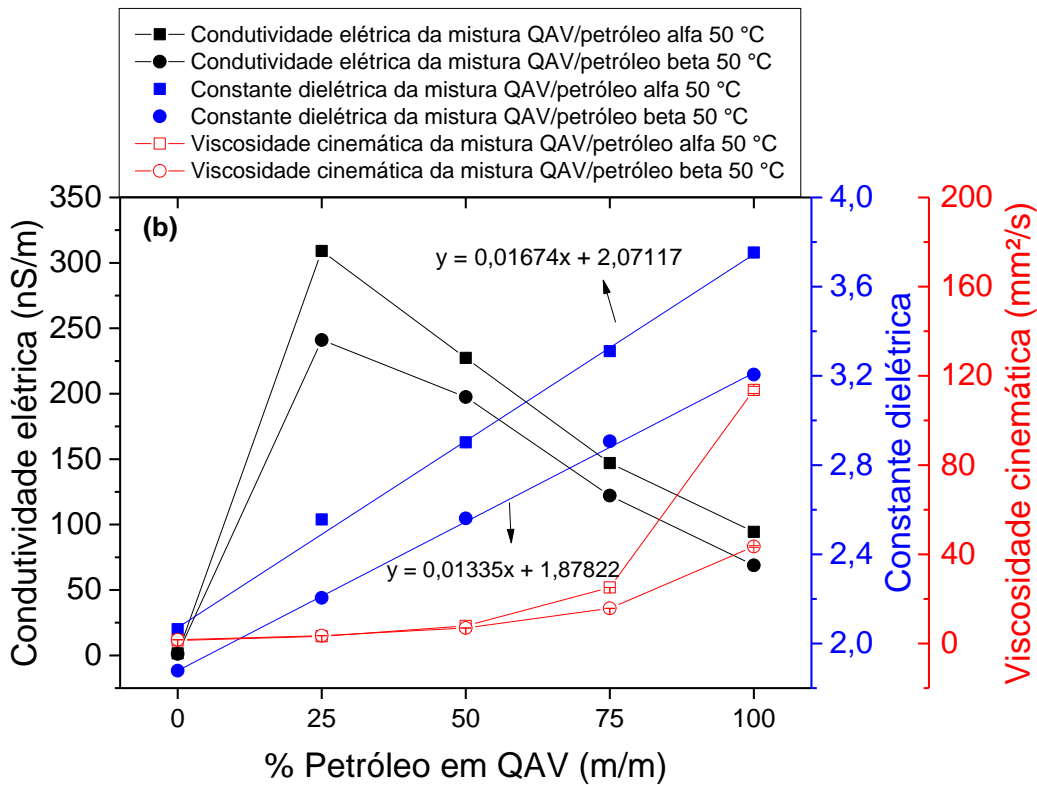 Condutividade elétrica da mistura QAV/petróleo alfa 50 °C
Condutividade elétrica da mistura QAV/petróleo beta 50 °C
Constante dielétrica da mistura QAV/petróleo alfa 50 °C
Constante dielétrica da mistura QAV/petróleo beta 50 °C
Viscosidade cinemática da mistura QAV/petróleo alfa 50 °C
Viscosidade cinemática da mistura QAV/petróleo beta 50 °C
(b)
y = 0,01674x + 2,07117
y = 0,01335x + 1,87822
Condutividade elétrica (nS/m)
350
300
250
200
150
100
50
0
Constante dielétrica
4,0
3,6
3,2
2,8
2,4
2,0
Viscosidade cinemática (mm²/s)
200
160
120
80
40
0
0 25 50 75 100
% Petróleo em QAV (m/m)